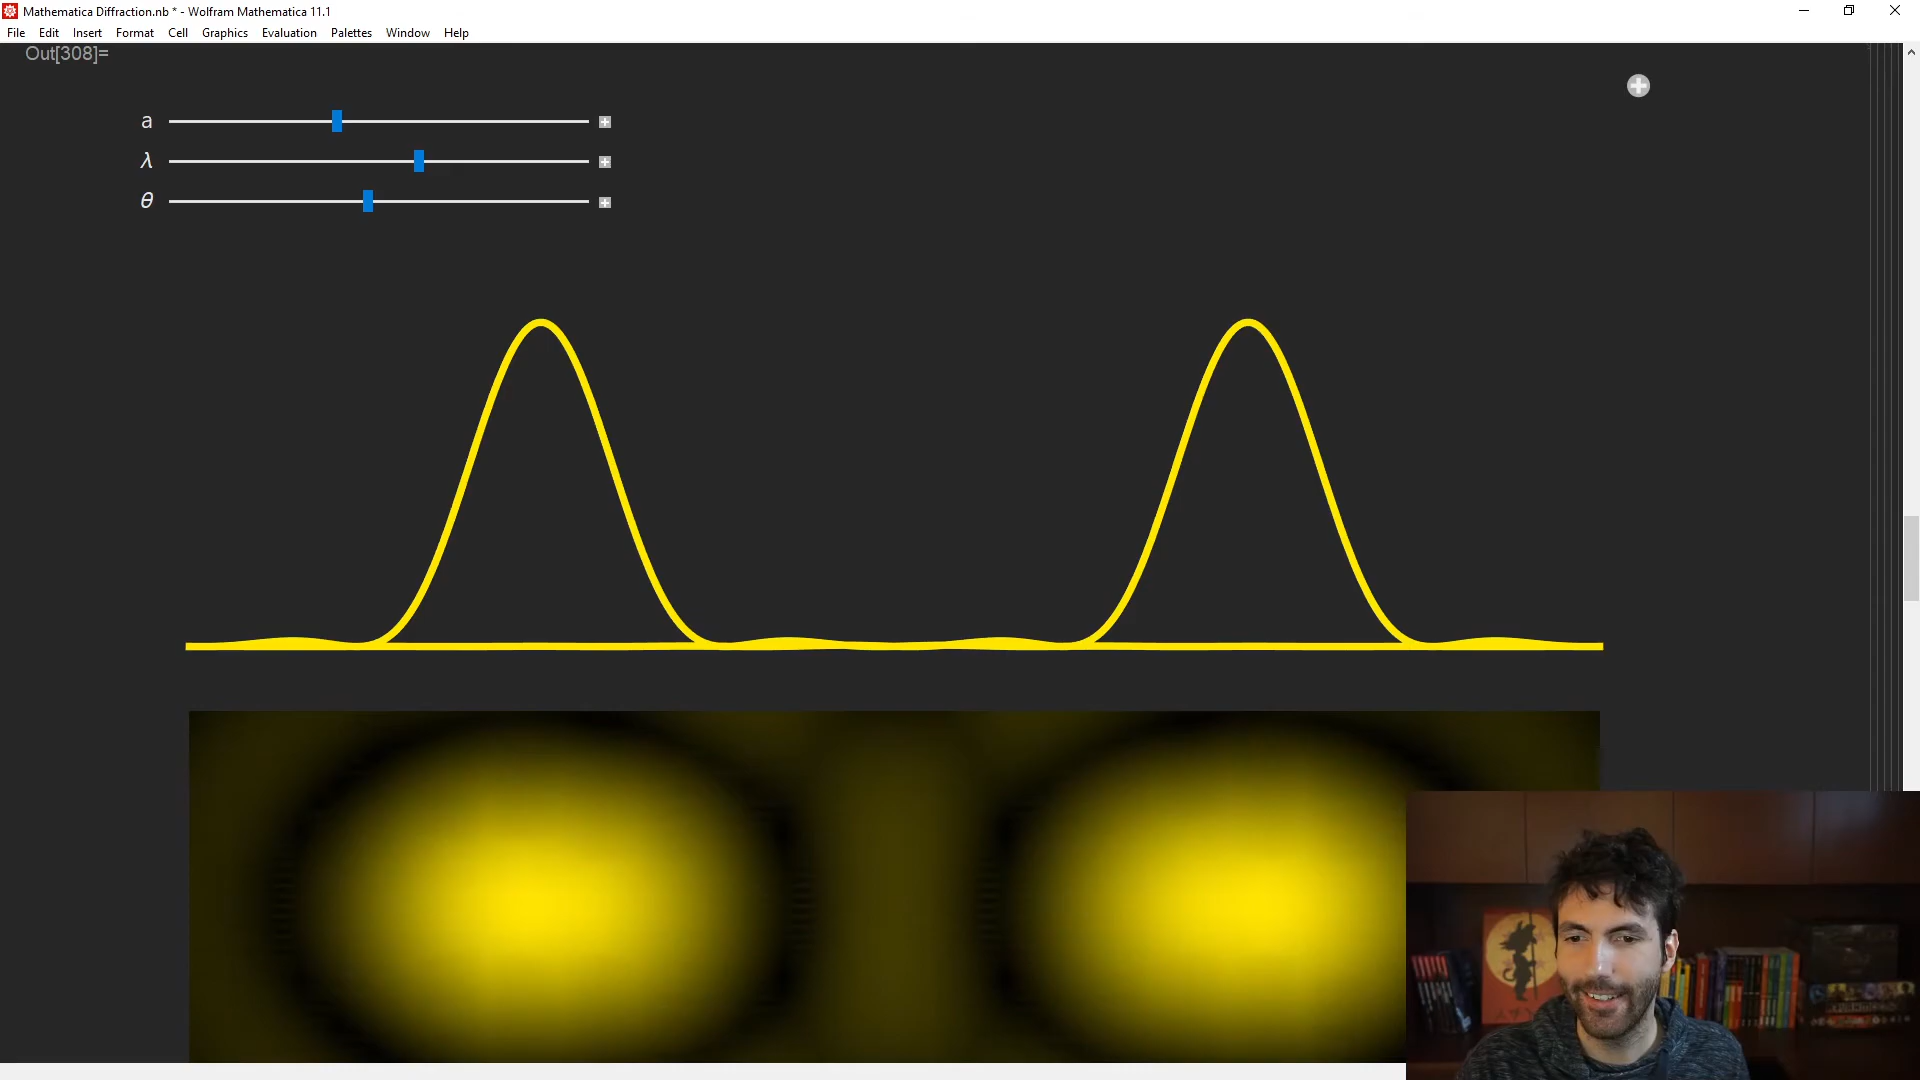 Mathematica Diffraction.nb * - Wolfram Mathematica 11.1
File Edit Insert Format Cell Graphics Evaluation Palettes Window Help
Out[308]=
a
λ
θ